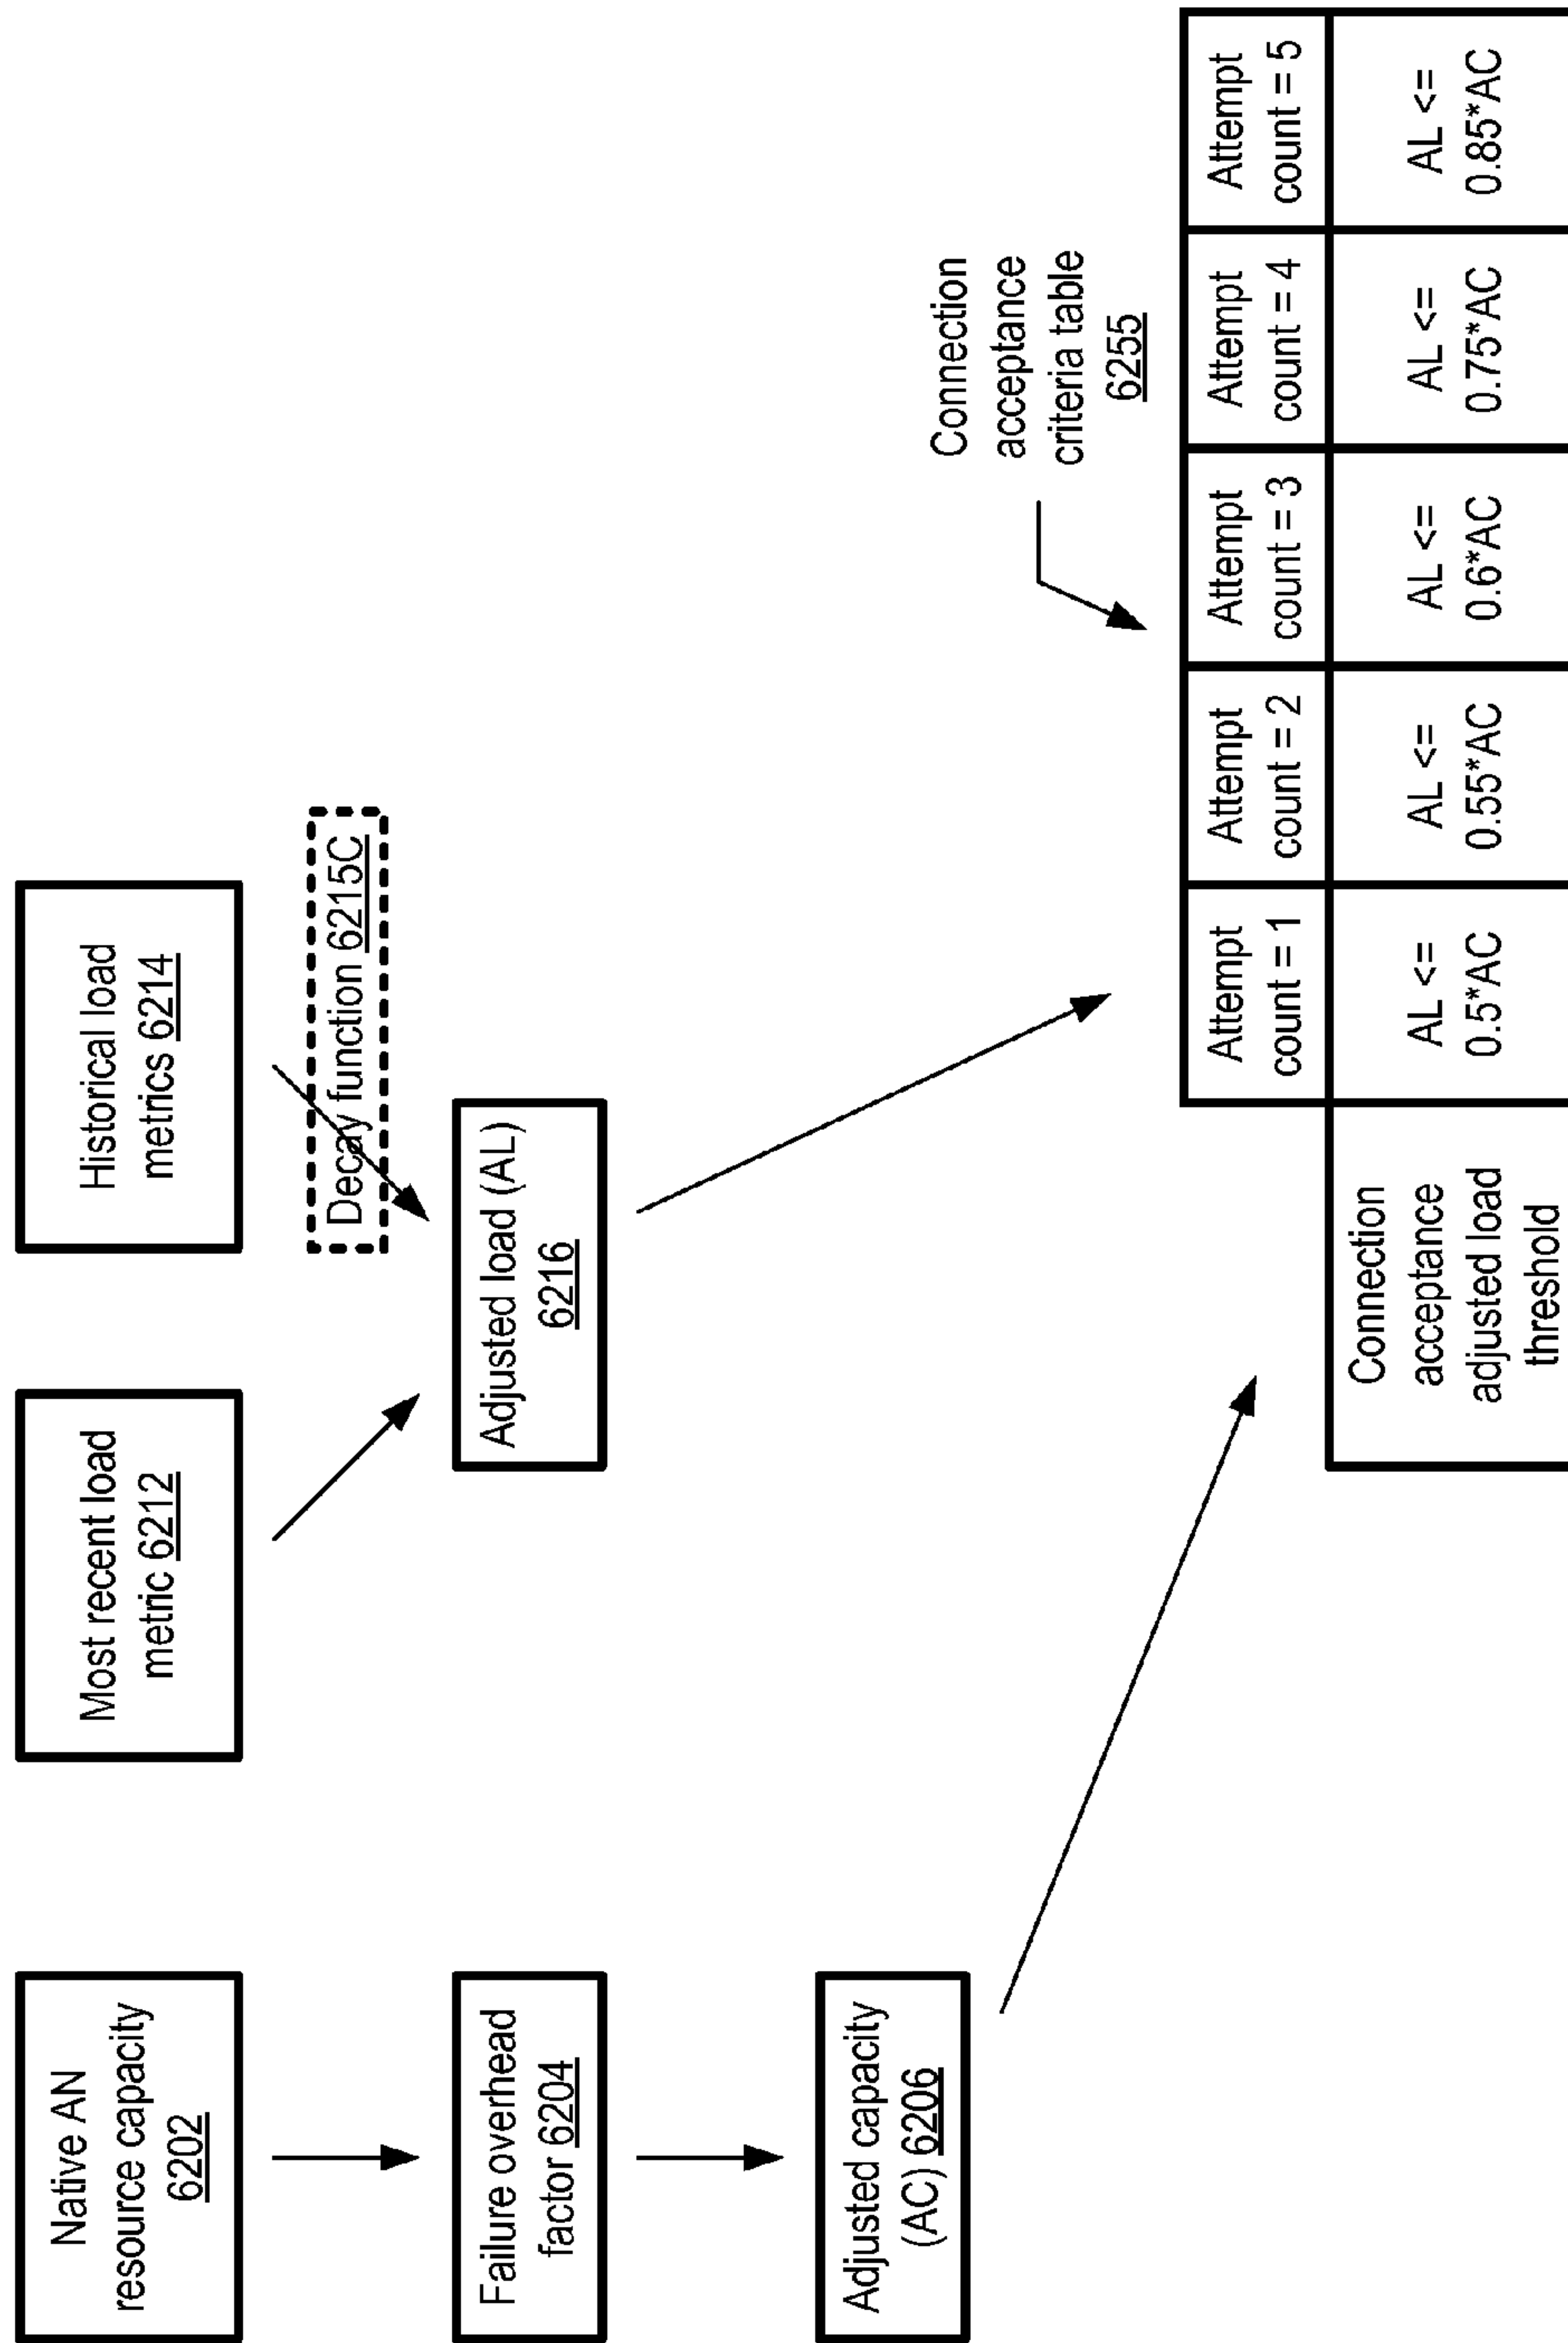 Native AN
resource capacity
6202
Most recent load
metric 6212
Historical load
metrics 6214
Decay function 6215C
Failure overhead
factor 6204
Adjusted load (AL)
6216
Adjusted capacity
(AC) 6206
Connection
acceptance
criteria table
6255
Attempt
count = 1
Attempt
count = 2
Attempt
count = 3
Attempt
count = 4
Attempt
count = 5
Connection
acceptance
adjusted load
threshold
AL <=
0.5*AC
AL <=
0.55*AC
AL <=
0.6*AC
AL <=
0.75*AC
AL <=
0.85*AC